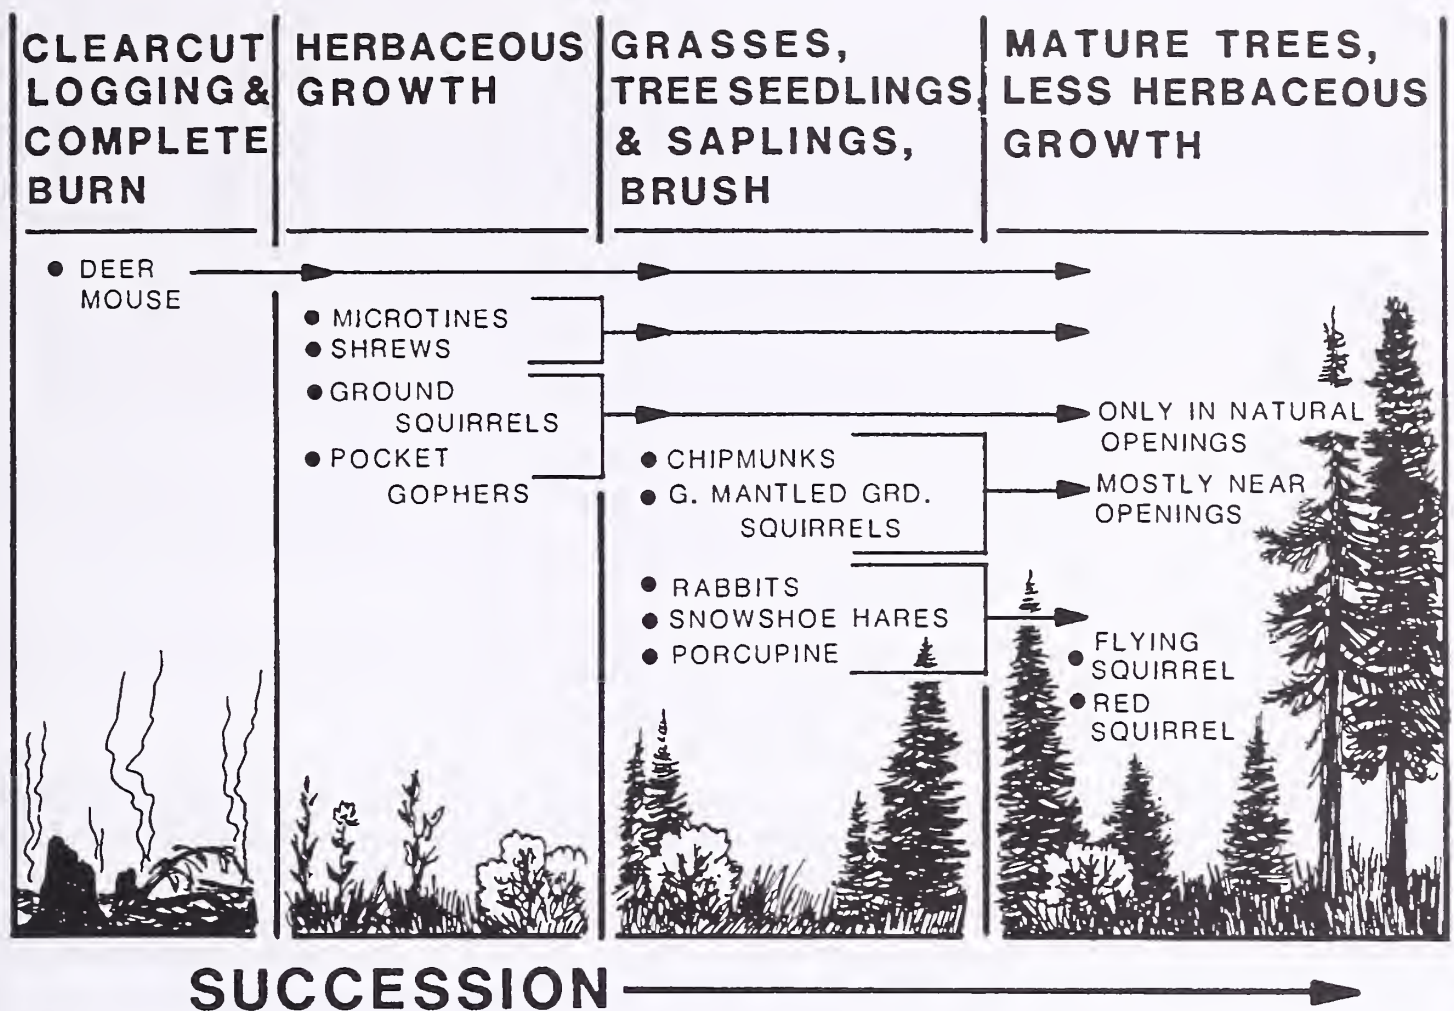 CLEARCUT
LOGGING &
COMPLETE
BURN
HERBACEOUS
GROWTH
GRASSES,
TREE SEEDLINGS
& SAPLINGS,
BRUSH
MATURE TREES,
LESS HERBACEOUS
GROWTH
• DEER
MOUSE
• MICROTINES
• SHREWS
• GROUND
SQUIRRELS
• POCKET
GOPHERS
• CHIPMUNKS
• G. MANTLED GRD.
SQUIRRELS
• RABBITS
• SNOWSHOE HARES
• PORCUPINE
ONLY IN NATURAL
OPENINGS
MOSTLY NEAR
OPENINGS
• FLYING
SQUIRREL
• RED
SQUIRREL
SUCCESSION